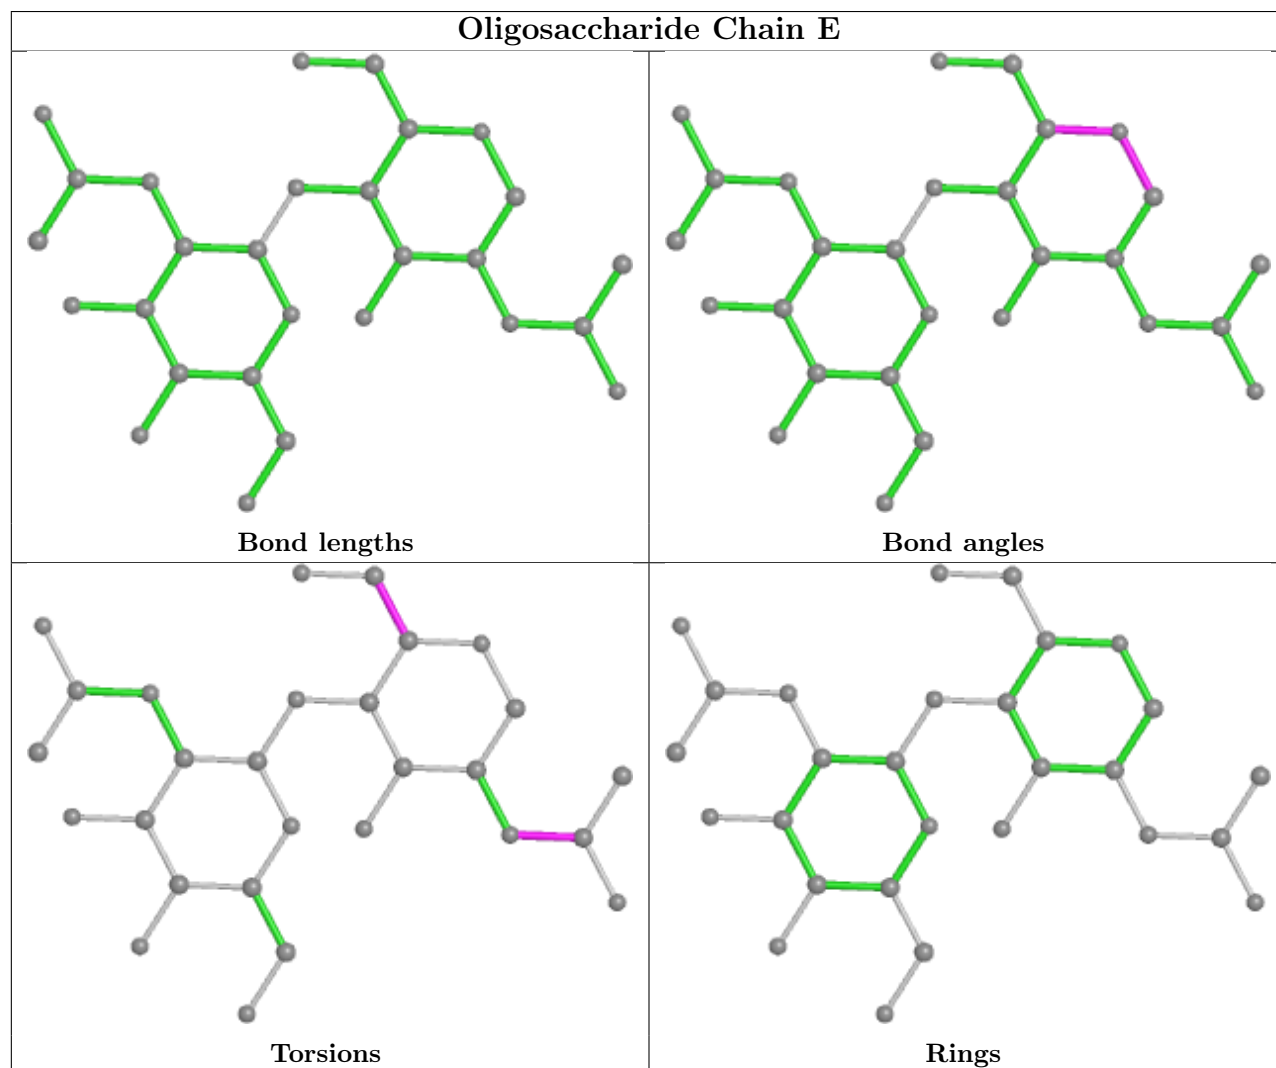 Oligosaccharide Chain E
Bond lengths
Bond angles
Torsions
Rings